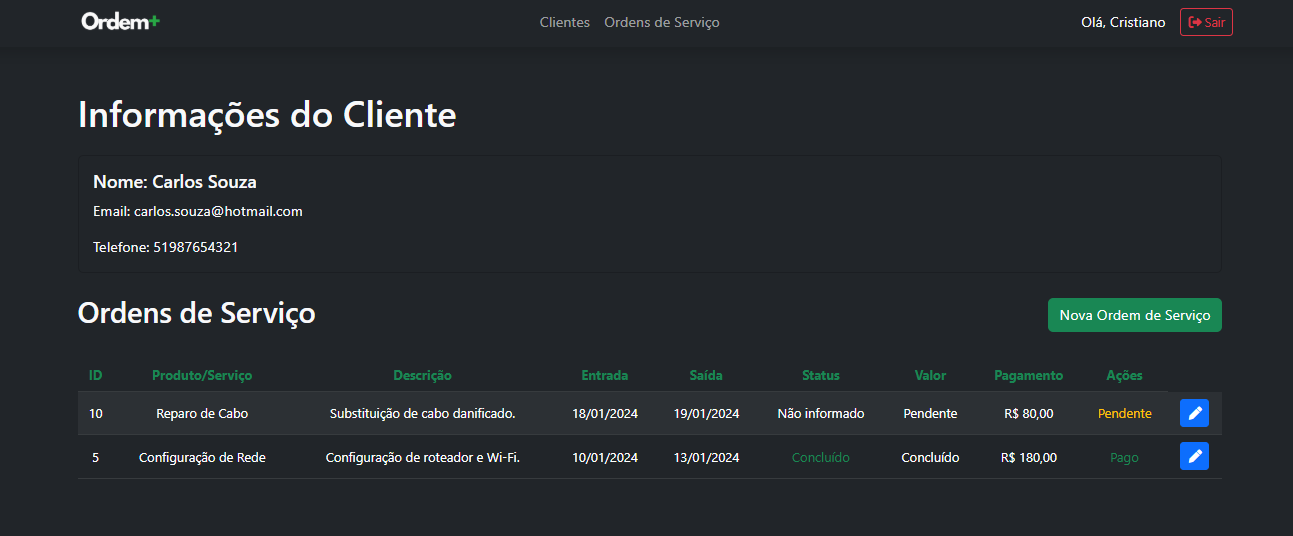 Ordem+ Clientes Ordens de Serviço Olá, Cristiano Sair
Informações do Cliente
Nome: Carlos Souza
Email: carlos.souza@hotmail.com
Telefone: 51987654321
Ordens de Serviço Nova Ordem de Serviço
ID Produto/Serviço Descrição Entrada Saída Status Valor Pagamento Ações
10 Reparo de Cabo Substituição de cabo danificado. 18/01/2024 19/01/2024 Não informado Pendente R$ 80,00 Pendente
5 Configuração de Rede Configuração de roteador e Wi-Fi. 10/01/2024 13/01/2024 Concluído Concluído R$ 180,00 Pago